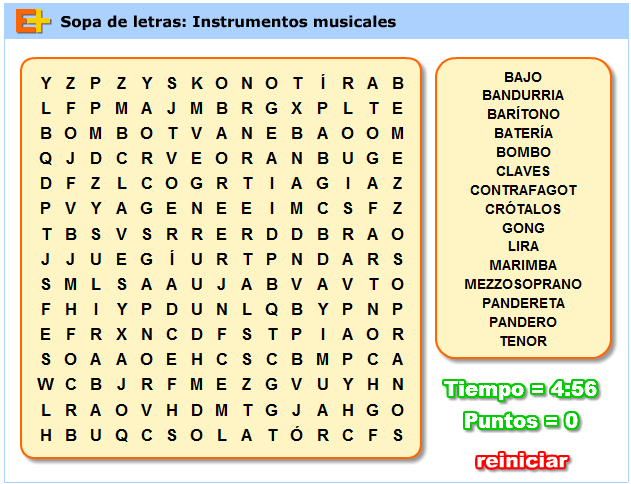 E+ Sopa de letras: Instrumentos musicales
Y Z P Z Y S K O N O T Í R A B
L F P M A J M B R G X P L T E
B O M B O T V A N E B A O O M
Q J D C R V E O R A N B U G E
D F Z L C O G R T I A G I A Z
P V Y A G E N E E I M C S F Z
T B S V S R R E R D D B R A O
J J U E G Í U R T P N D A R S
S M L S A A U J A B V A V T O
F H I Y P D U N L Q B Y P N P
E F R X N C D F S T P I A O R
S O A A O E H C S C B M P C A
W C B J R F M E Z G V U Y H N
L R A O V H D M T G J A H G O
H B U Q C S O L A T Ó R C F S
BAJO
BANDURRIA
BARÍTONO
BATERÍA
BOMBO
CLAVES
CONTRAFAGOT
CRÓTALOS
GONG
LIRA
MARIMBA
MEZZOSOPRANO
PANDERETA
PANDERO
TENOR
Tiempo = 4:56
Puntos = 0
reiniciar